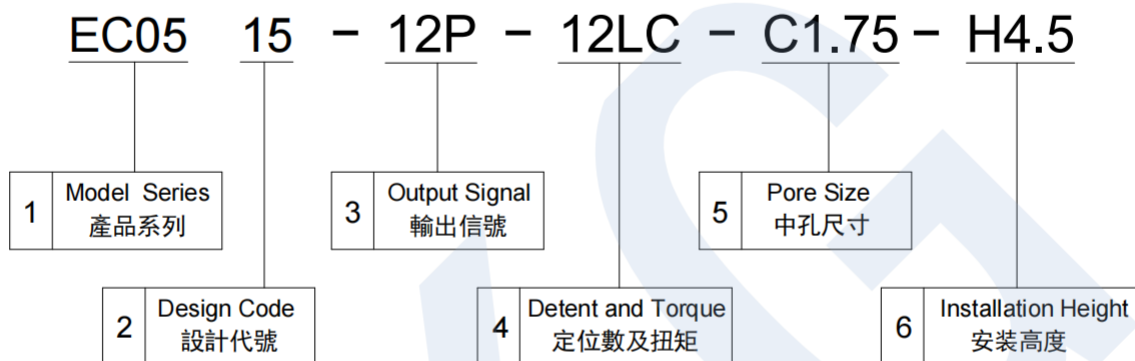 EC05 15 - 12P - 12LC - C1.75 - H4.5
1
Model Series
產品系列
3
Output Signal
輸出信號
5
Pore Size
中孔尺寸
2
Design Code
設計代號
4
Detent and Torque
定位數及扭矩
6
Installation Height
安装高度